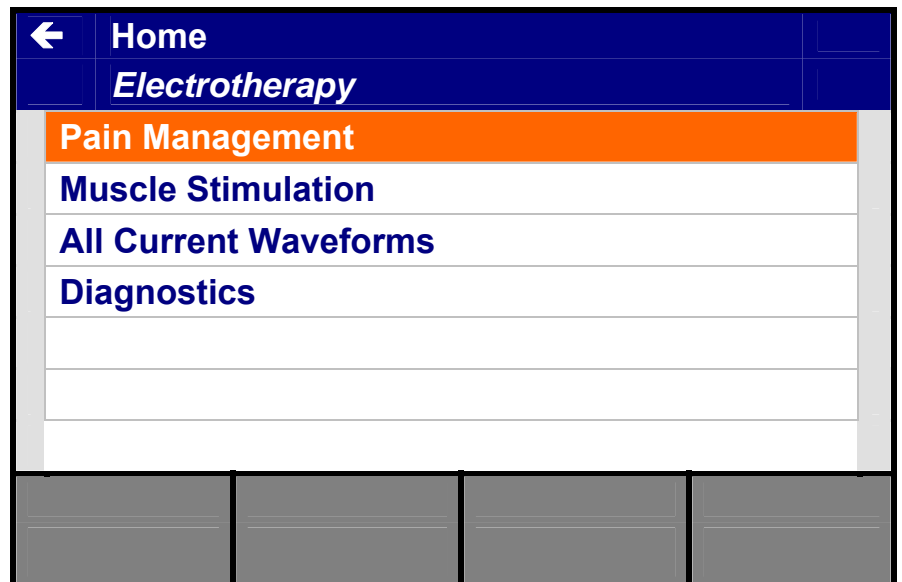 Home
Electrotherapy
Pain Management
Muscle Stimulation
All Current Waveforms
Diagnostics